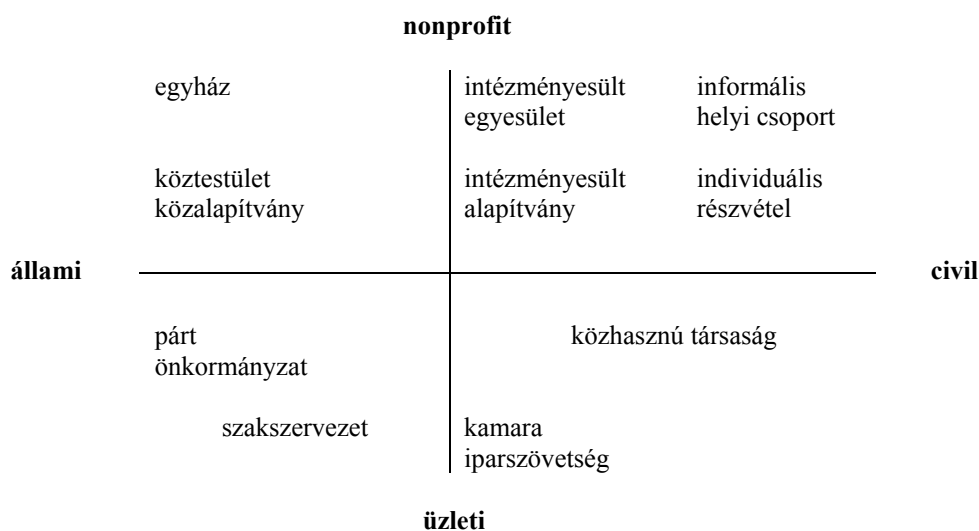 nonprofit
egyház
intézményesült
egyesület
informális
helyi csoport
köztestület
közalapítvány
intézményesült
alapítvány
individuális
részvétel
állami
civil
párt
önkormányzat
közhasznú társaság
szakszervezet
kamara
iparszövetség
üzleti